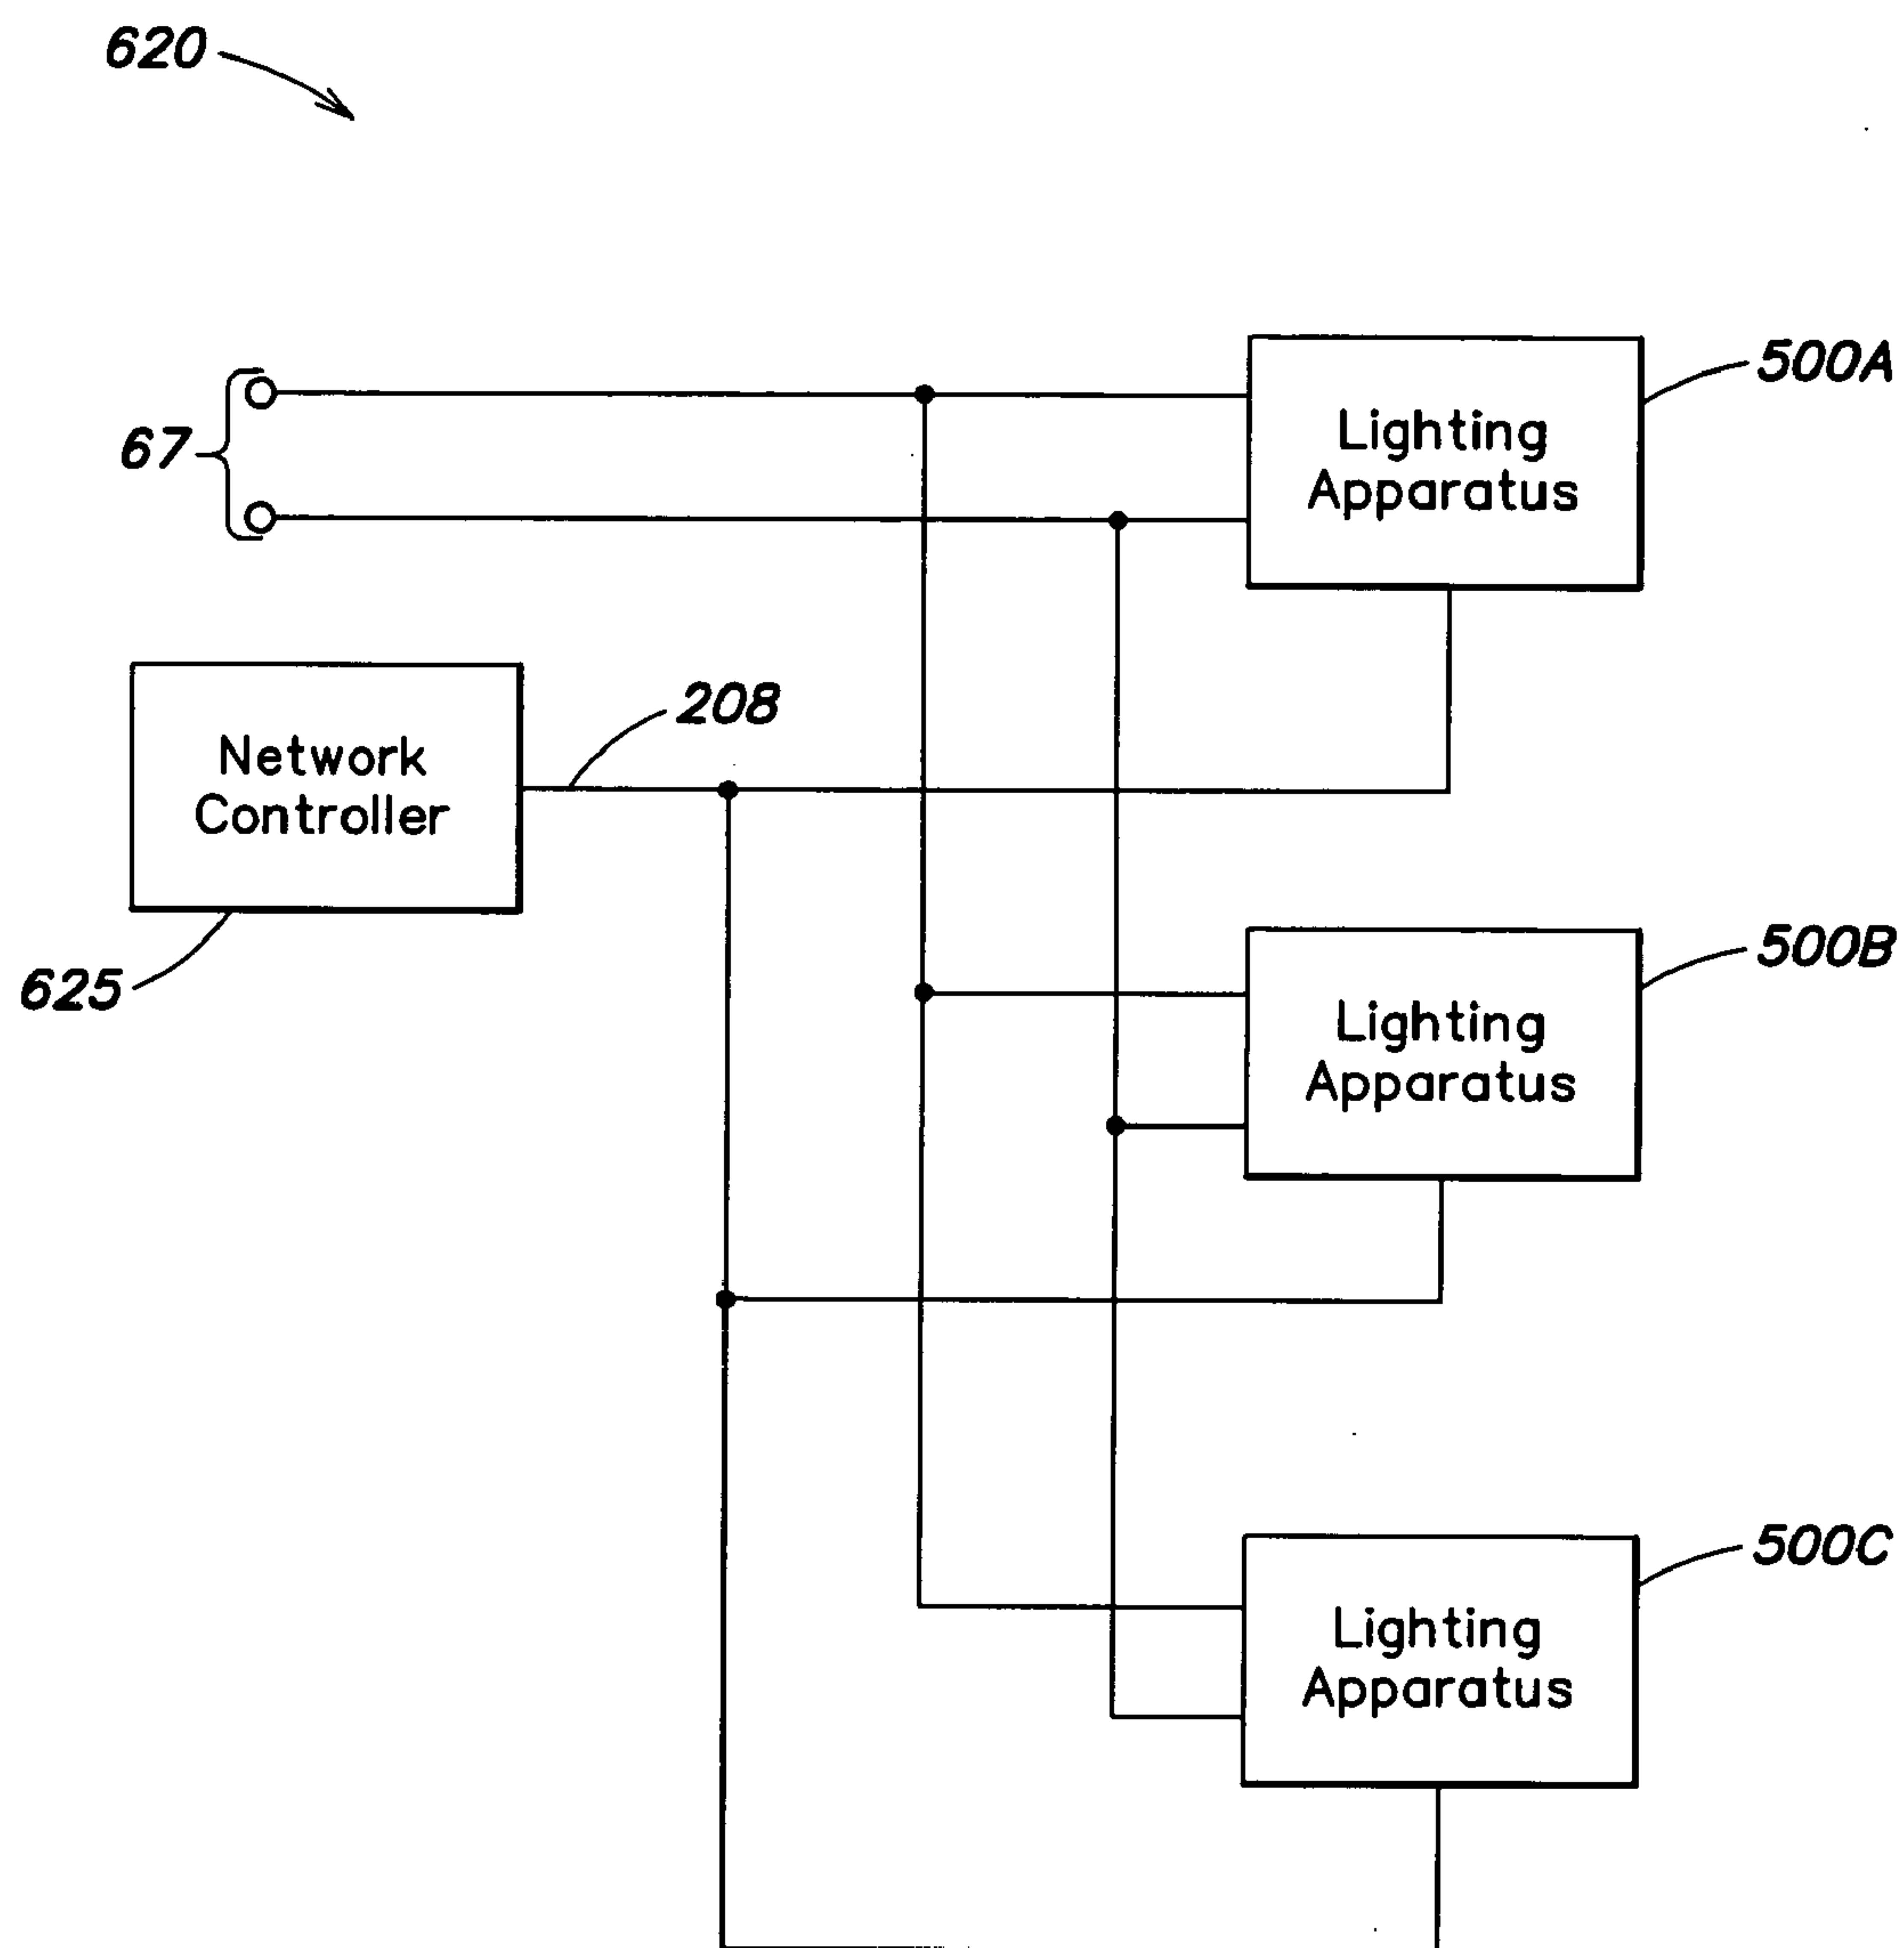 620
500A
67
Lighting
Apparatus
208
Network
Controller
625
500B
Lighting
Apparatus
500C
Lighting
Apparatus